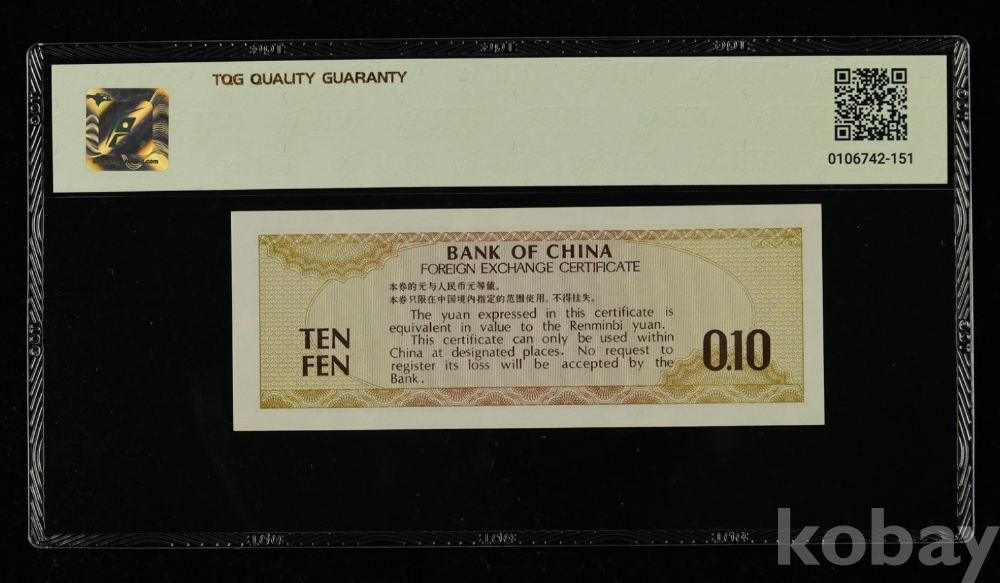 TQG QUALITY GUARANTY
0106742-151
BANK OF CHINA
FOREIGN EXCHANGE CERTIFICATE
本券的元与人民币元等值。
本券只限在中国境内指定的范围使用，不得挂失。
The yuan expressed in this certificate is
equivalent in value to the Renminbi yuan.
This certificate can only be used within
China at designated places. No request to
register its loss will be accepted by the
Bank.
TEN
FEN
0.10
kobay